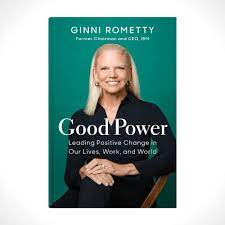 GINNI ROMETTY
Former Chairman and CEO, IBM
Good Power
Leading Positive Change in
Our Lives, Work, and World